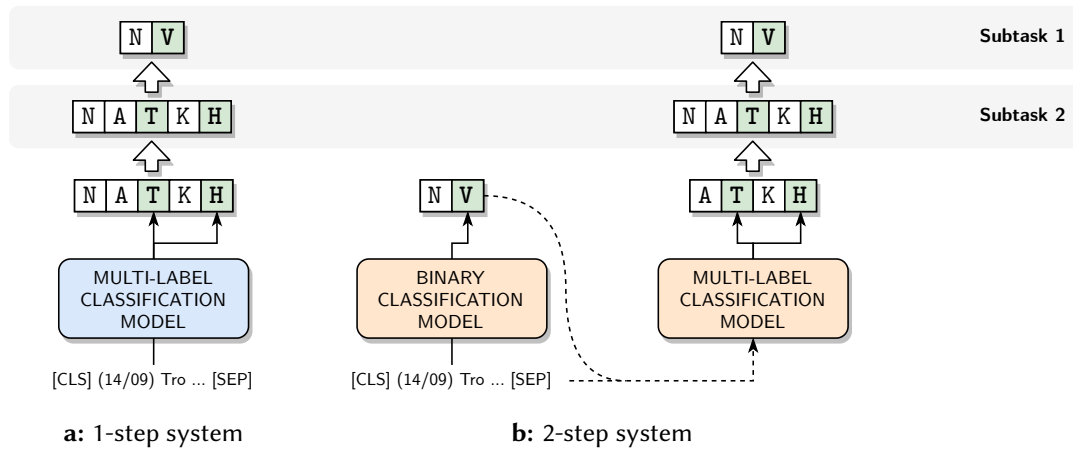 N V
N V
Subtask 1
N A T K H
N A T K H
Subtask 2
N A T K H
N V
A T K H
MULTI-LABEL
CLASSIFICATION
MODEL
BINARY
CLASSIFICATION
MODEL
MULTI-LABEL
CLASSIFICATION
MODEL
[CLS] (14/09) Tro ... [SEP]
[CLS] (14/09) Tro ... [SEP]
a: 1-step system
b: 2-step system